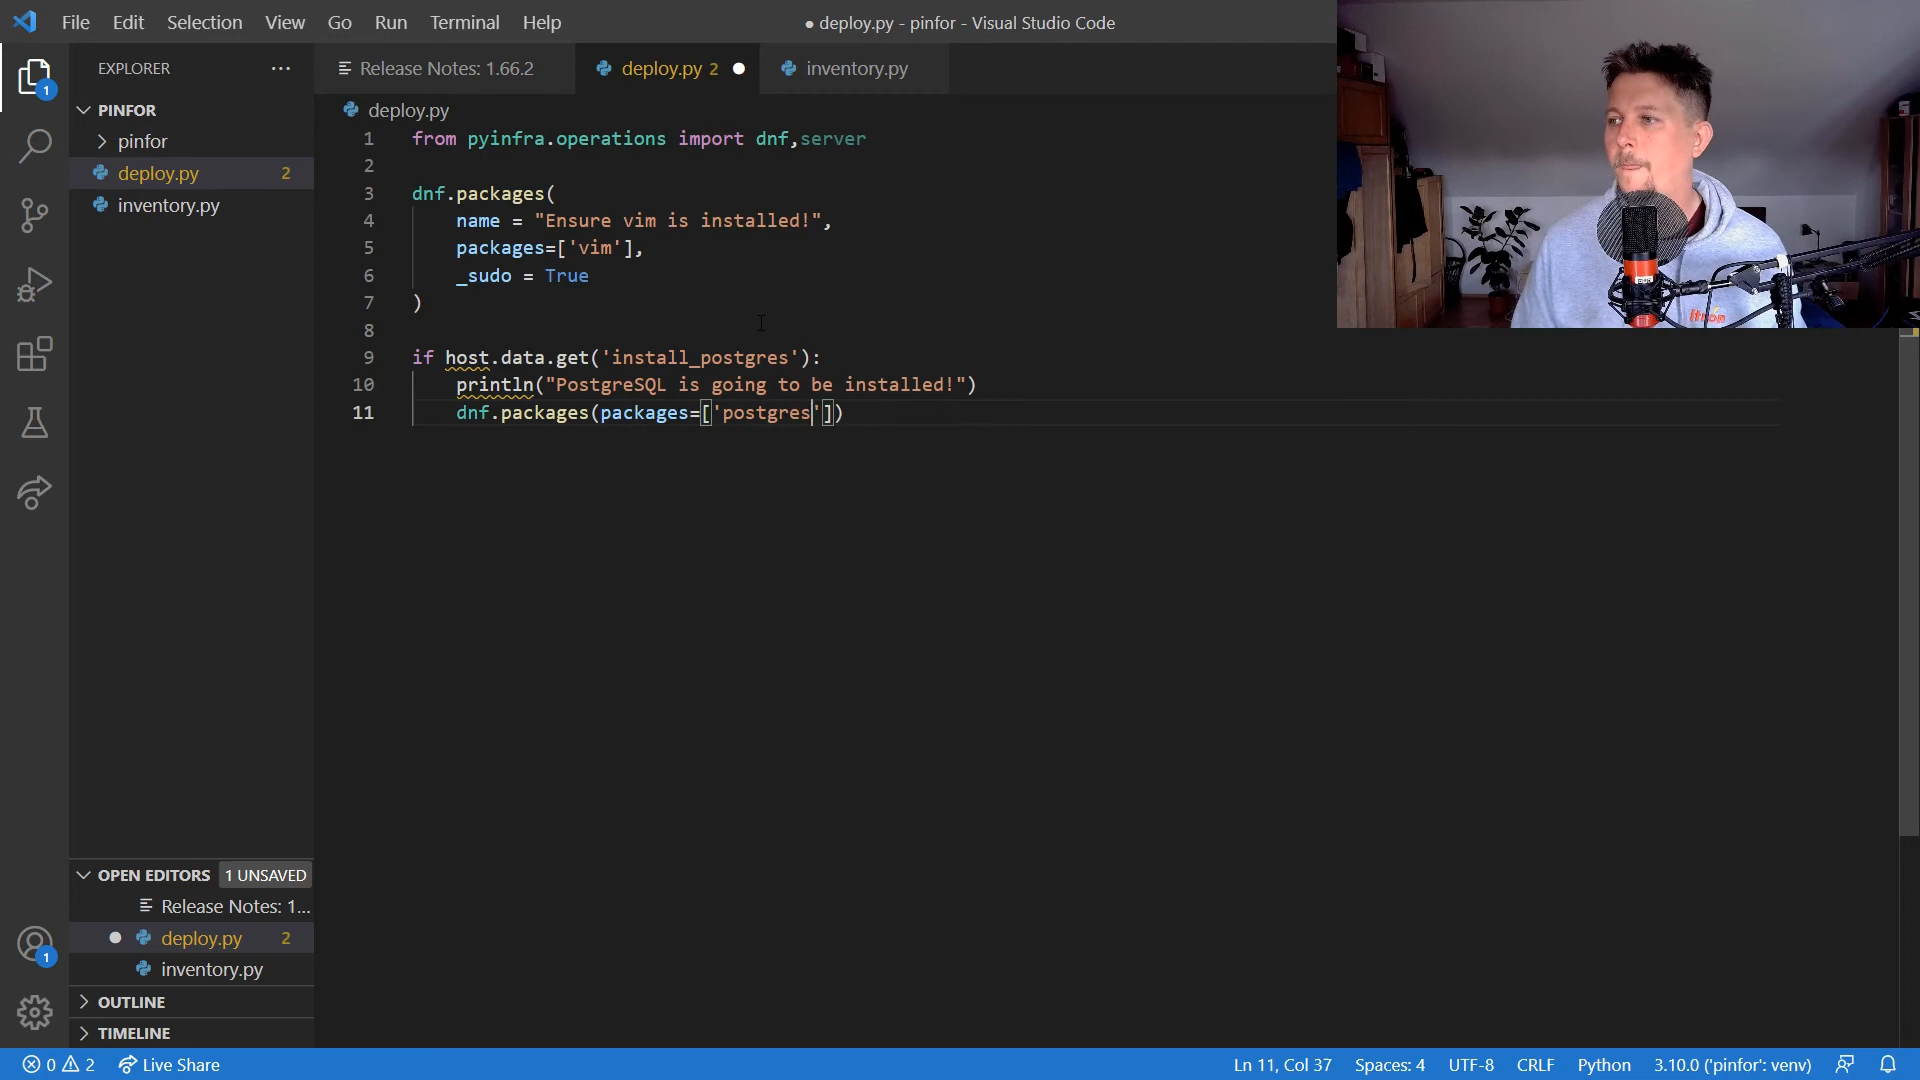 File Edit Selection View Go Run Terminal Help
● deploy.py - pinfor - Visual Studio Code
EXPLORER
Release Notes: 1.66.2
deploy.py 2
inventory.py
PINFOR
pinfor
deploy.py 2
inventory.py
deploy.py
1 from pyinfra.operations import dnf,server
2
3 dnf.packages(
4 name = "Ensure vim is installed!",
5 packages=['vim'],
6 _sudo = True
7 )
8
9 if host.data.get('install_postgres'):
10 println("PostgreSQL is going to be installed!")
11 dnf.packages(packages=['postgres'])
1
OPEN EDITORS 1 UNSAVED
Release Notes: 1...
deploy.py 2
inventory.py
1
OUTLINE
TIMELINE
0 2 Live Share
Ln 11, Col 37 Spaces: 4 UTF-8 CRLF Python 3.10.0 ('pinfor': venv)